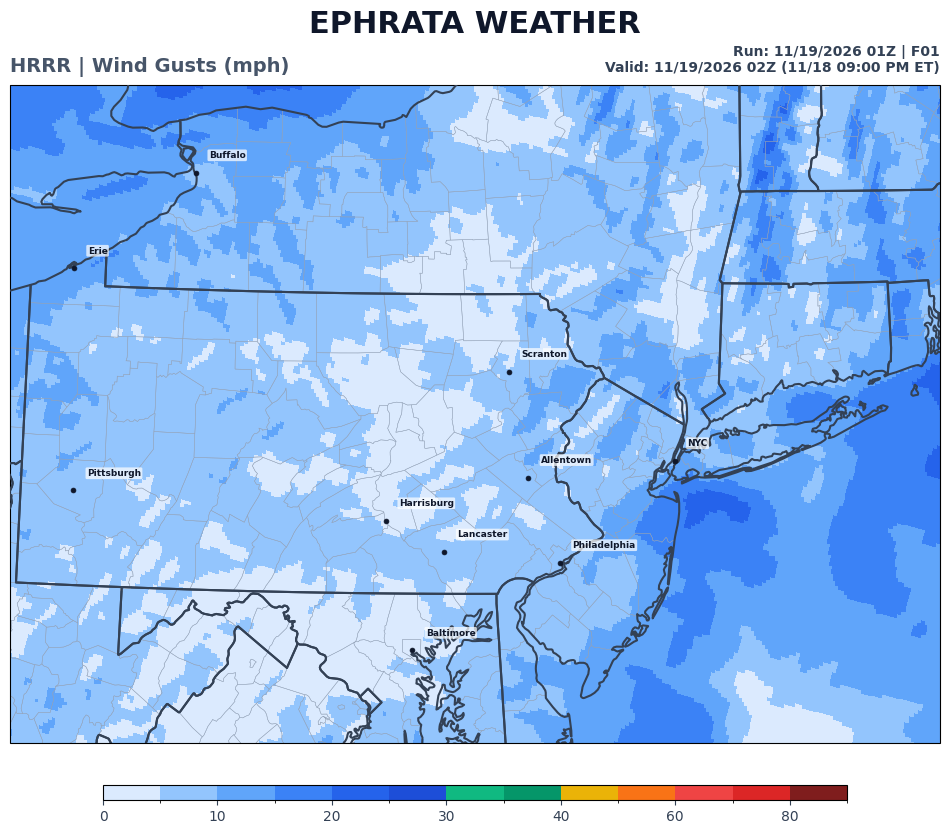 EPHRATA WEATHER
HRRR | Wind Gusts (mph)
Run: 11/19/2026 01Z | F01
Valid: 11/19/2026 02Z (11/18 09:00 PM ET)
Buffalo
Erie
Scranton
NYC
Allentown
Pittsburgh
Harrisburg
Lancaster
Philadelphia
Baltimore
0 10 20 30 40 50 60 70 80